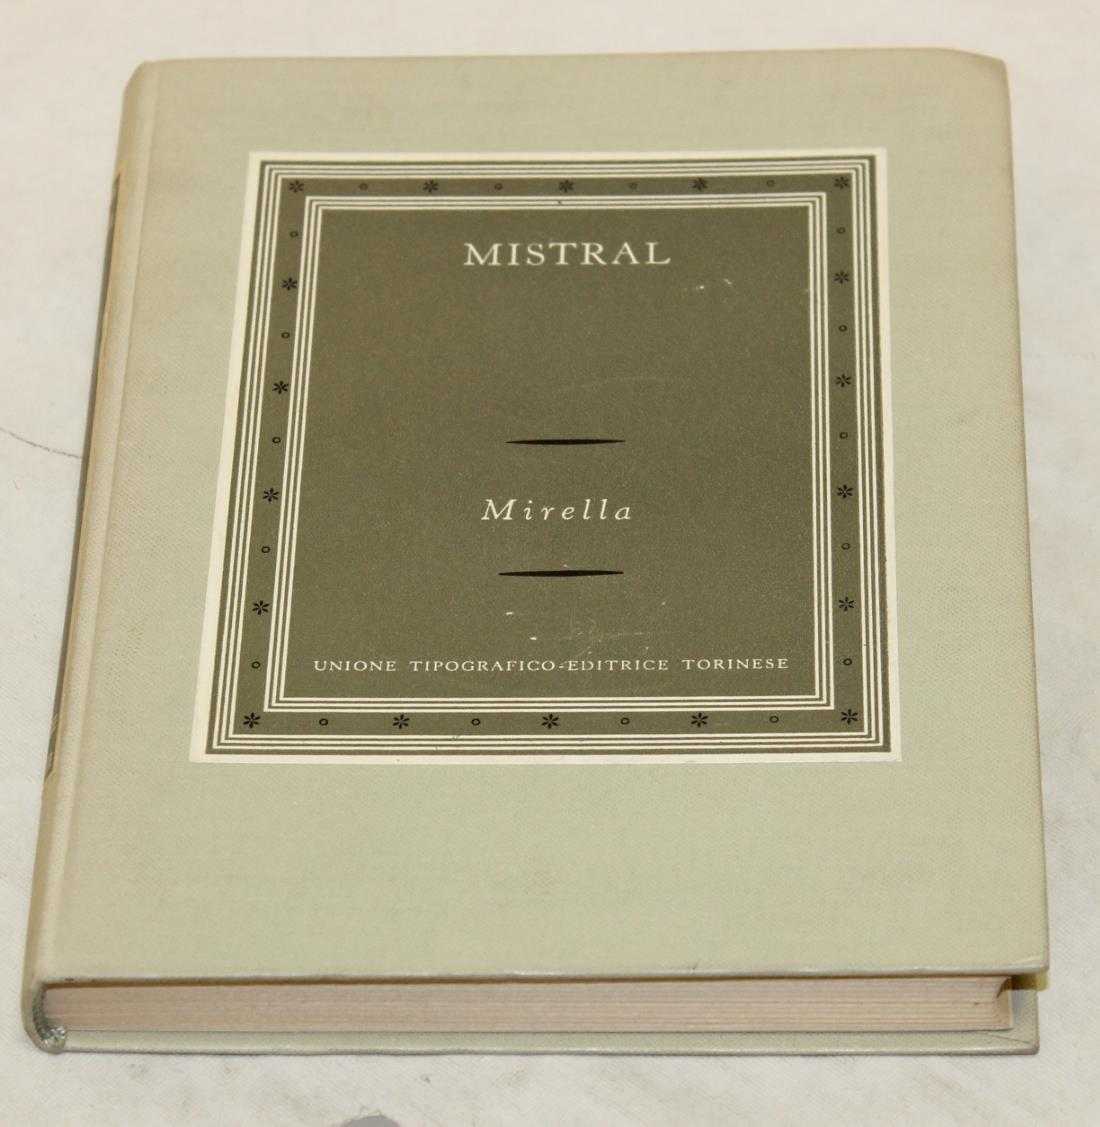 MISTRAL
Mirella
UNIONE TIPOGRAFICO-EDITRICE TORINESE